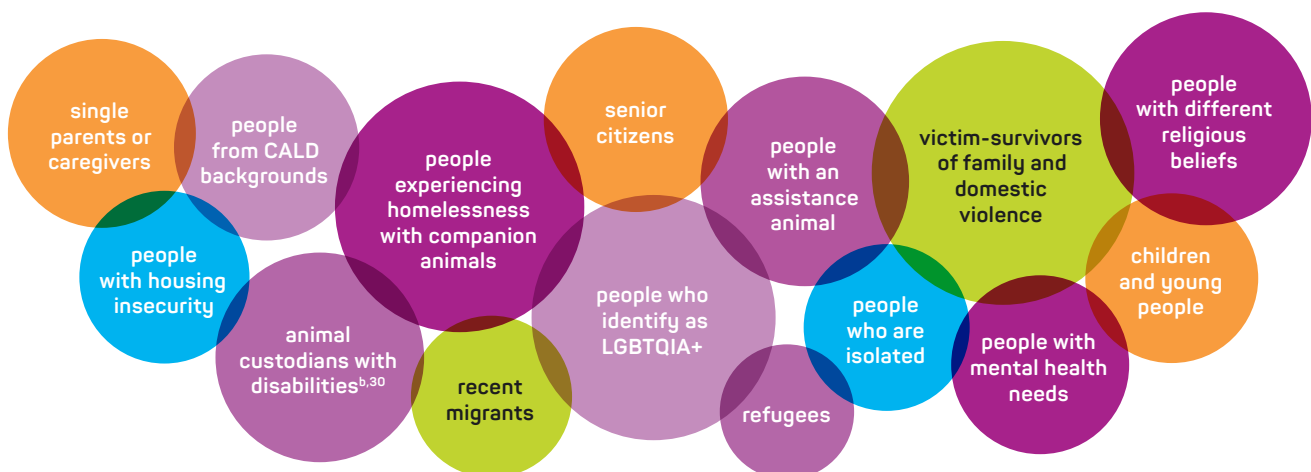 single
parents or
caregivers
people
from CALD
backgrounds
people
experiencing
homelessness
with companion
animals
senior
citizens
people
with an
assistance
animal
victim-survivors
of family and
domestic
violence
people
with different
religious
beliefs
people
with housing
insecurity
animal
custodians with
disabilitiesᵇ,³⁰
recent
migrants
people who
identify as
LGBTQIA+
refugees
people
who are
isolated
people with
mental health
needs
children
and young
people